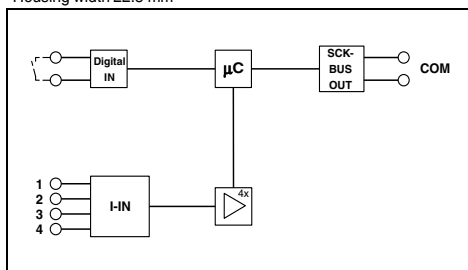 Housing width 22.5 mm
Digital
IN
µC
SCK-
BUS
OUT
COM
1
2
3
4
I-IN
4x